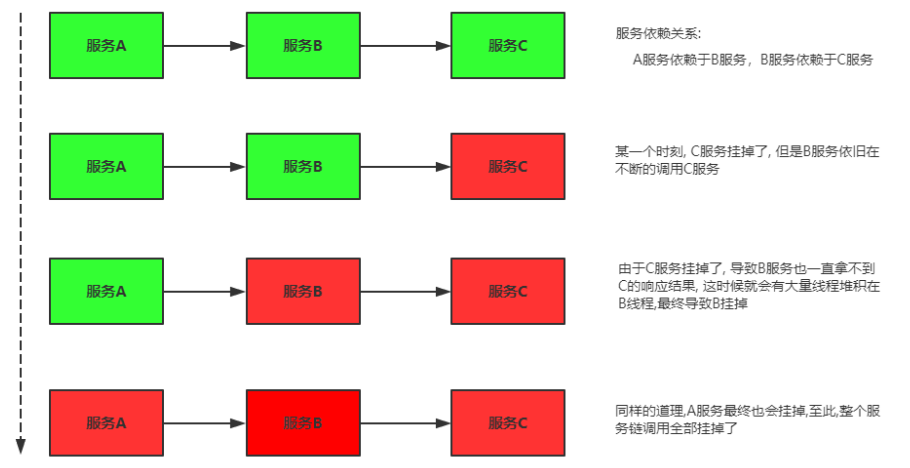 服务A
服务B
服务C
服务依赖关系:
A服务依赖于B服务，B服务依赖于C服务
服务A
服务B
服务C
某一个时刻, C服务挂掉了, 但是B服务依旧在
不断的调用C服务
服务A
服务B
服务C
由于C服务挂掉了, 导致B服务也一直拿不到
C的响应结果, 这时候就会有大量线程堆积在
B线程,最终导致B挂掉
服务A
服务B
服务C
同样的道理,A服务最终也会挂掉,至此,整个服
务链调用全部挂掉了